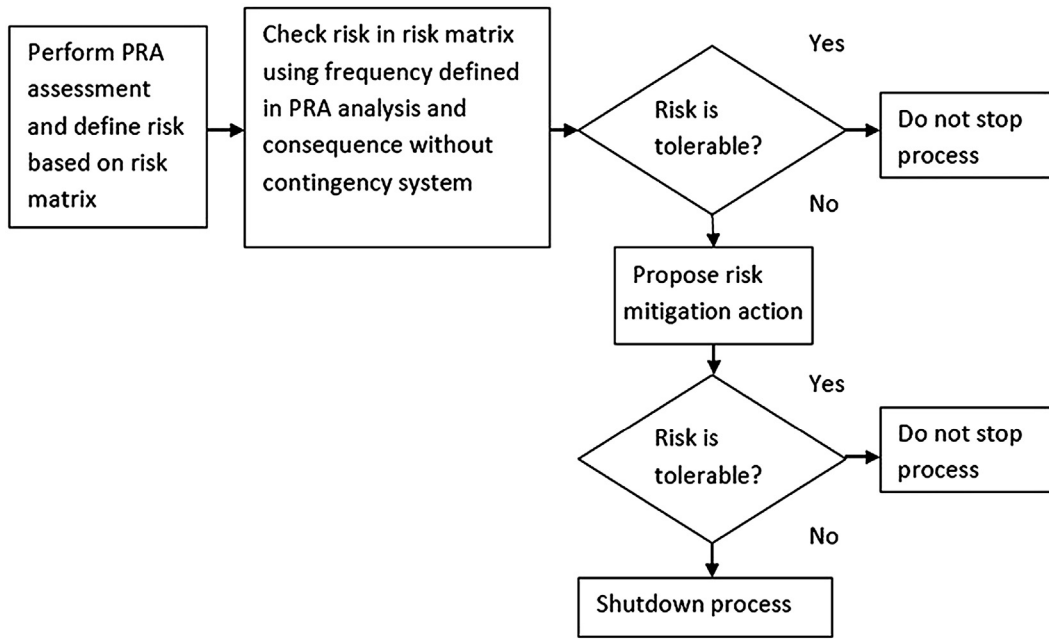 Perform PRA
assessment
and define risk
based on risk
matrix
Check risk in risk matrix
using frequency defined
in PRA analysis and
consequence without
contingency system
Risk is
tolerable?
Yes
Do not stop
process
No
Propose risk
mitigation action
Risk is
tolerable?
Yes
Do not stop
process
No
Shutdown process